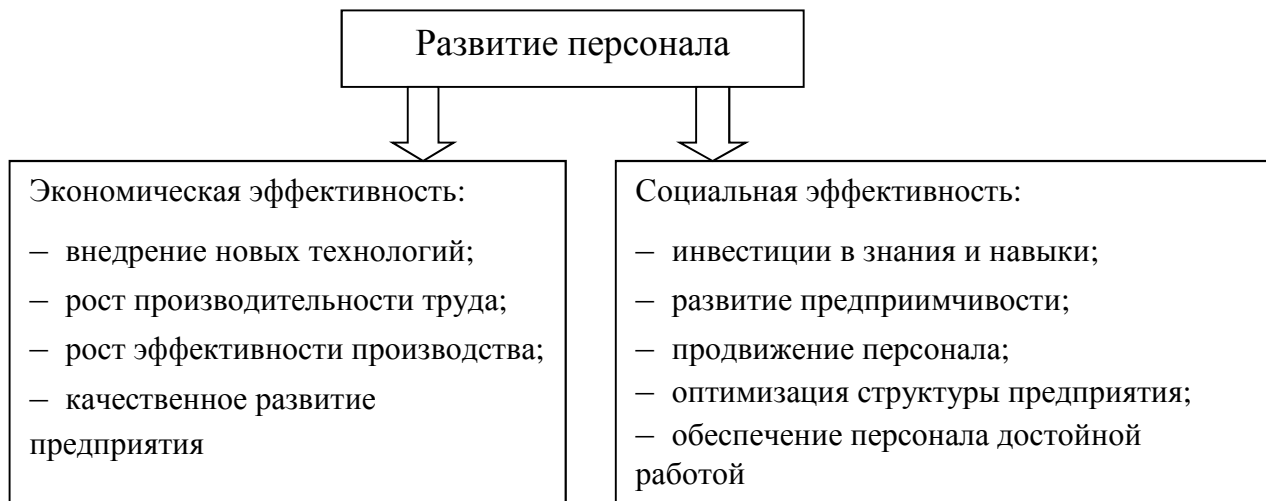 Развитие персонала
Экономическая эффективность:
– внедрение новых технологий;
– рост производительности труда;
– рост эффективности производства;
– качественное развитие
предприятия
Социальная эффективность:
– инвестиции в знания и навыки;
– развитие предприимчивости;
– продвижение персонала;
– оптимизация структуры предприятия;
– обеспечение персонала достойной
работой